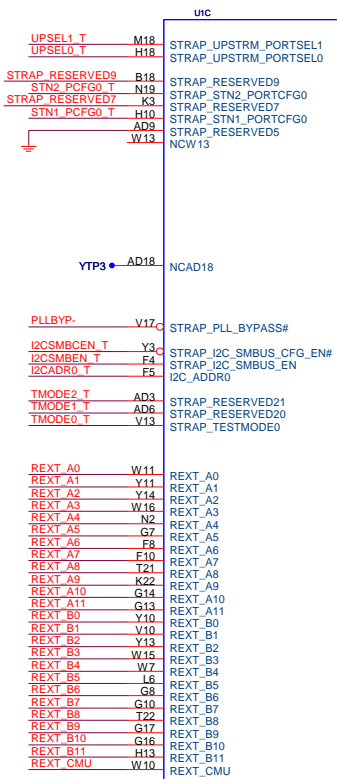 U1C
UPSEL1_T M18 STRAP_UPSTRM_PORTSEL1
UPSEL0_T H18 STRAP_UPSTRM_PORTSEL0
STRAP_RESERVED9 B18 STRAP_RESERVED9
STN2_PCFG0_T N19 STRAP_STN2_PORTCFG0
STRAP_RESERVED7 K3 STRAP_RESERVED7
STN1_PCFG0_T H10 STRAP_STN1_PORTCFG0
AD9 STRAP_RESERVED5
W13 NCW13
YTP3 AD18 NCAD18
PLLBYP- V17 STRAP_PLL_BYPASS#
I2CSMBCEN_T Y3 STRAP_I2C_SMBUS_CFG_EN#
I2CSMBEN_T F4 STRAP_I2C_SMBUS_EN
I2CADR0_T F5 I2C_ADDR0
TMODE2_T AD3 STRAP_RESERVED21
TMODE1_T AD6 STRAP_RESERVED20
TMODE0_T V13 STRAP_TESTMODE0
REXT_A0 W11 REXT_A0
REXT_A1 Y11 REXT_A1
REXT_A2 Y14 REXT_A2
REXT_A3 W16 REXT_A3
REXT_A4 N2 REXT_A4
REXT_A5 G7 REXT_A5
REXT_A6 F8 REXT_A6
REXT_A7 F10 REXT_A7
REXT_A8 T21 REXT_A8
REXT_A9 K22 REXT_A9
REXT_A10 G14 REXT_A10
REXT_A11 G13 REXT_A11
REXT_B0 Y10 REXT_B0
REXT_B1 V10 REXT_B1
REXT_B2 Y13 REXT_B2
REXT_B3 W15 REXT_B3
REXT_B4 W7 REXT_B4
REXT_B5 L6 REXT_B5
REXT_B6 G8 REXT_B6
REXT_B7 G10 REXT_B7
REXT_B8 T22 REXT_B8
REXT_B9 G17 REXT_B9
REXT_B10 G16 REXT_B10
REXT_B11 H13 REXT_B11
REXT_CMU W10 REXT_CMU